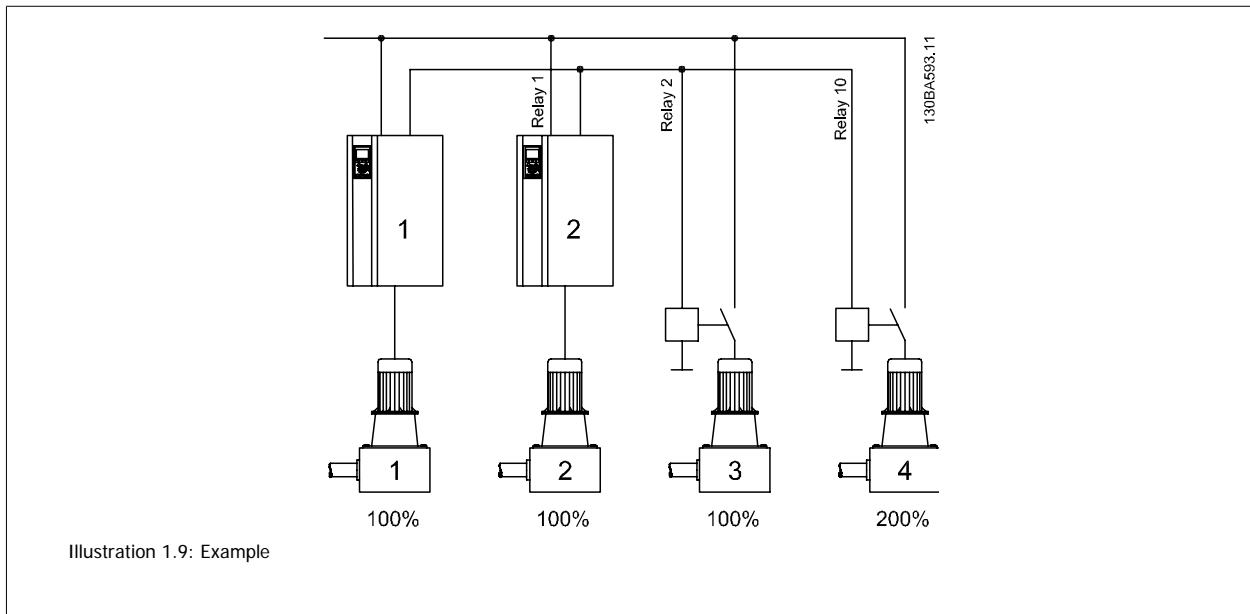 130BA593.11
Relay 1
Relay 2
Relay 10
1
2
1
2
3
4
100%
100%
100%
200%
Illustration 1.9: Example